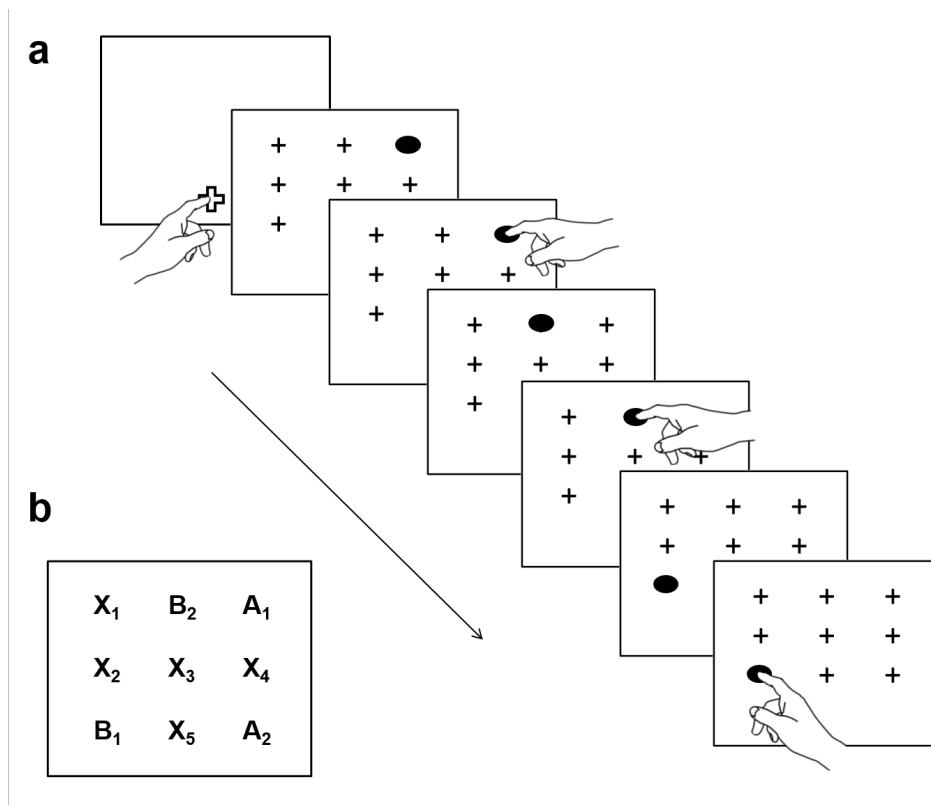 a
b
X₁ B₂ A₁
X₂ X₃ X₄
B₁ X₅ A₂